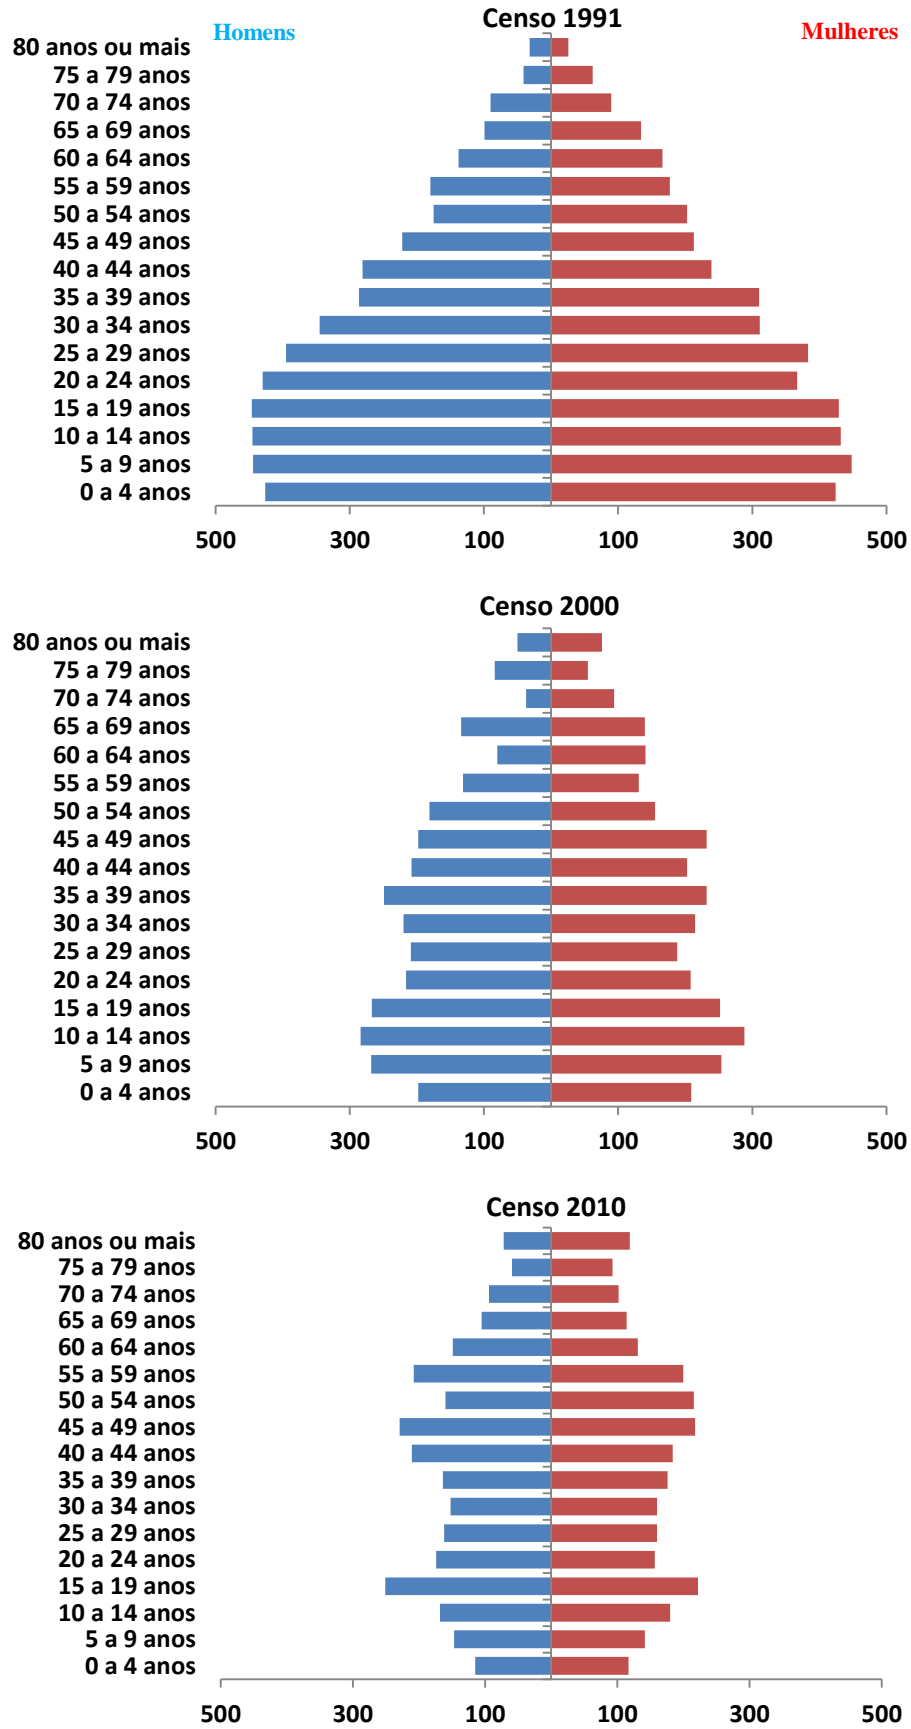 Censo 1991
Homens
Mulheres
80 anos ou mais
75 a 79 anos
70 a 74 anos
65 a 69 anos
60 a 64 anos
55 a 59 anos
50 a 54 anos
45 a 49 anos
40 a 44 anos
35 a 39 anos
30 a 34 anos
25 a 29 anos
20 a 24 anos
15 a 19 anos
10 a 14 anos
5 a 9 anos
0 a 4 anos
500 300 100 100 300 500
Censo 2000
80 anos ou mais
75 a 79 anos
70 a 74 anos
65 a 69 anos
60 a 64 anos
55 a 59 anos
50 a 54 anos
45 a 49 anos
40 a 44 anos
35 a 39 anos
30 a 34 anos
25 a 29 anos
20 a 24 anos
15 a 19 anos
10 a 14 anos
5 a 9 anos
0 a 4 anos
500 300 100 100 300 500
Censo 2010
80 anos ou mais
75 a 79 anos
70 a 74 anos
65 a 69 anos
60 a 64 anos
55 a 59 anos
50 a 54 anos
45 a 49 anos
40 a 44 anos
35 a 39 anos
30 a 34 anos
25 a 29 anos
20 a 24 anos
15 a 19 anos
10 a 14 anos
5 a 9 anos
0 a 4 anos
500 300 100 100 300 500